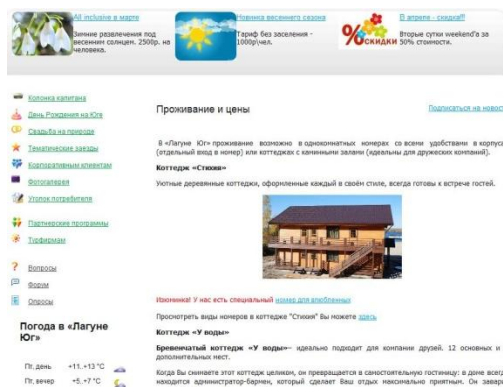 All inclusive в марте
Зимние развлечения под
весенним солнцем. 2500р. на
человека.
Новинка весеннего сезона
Тариф без заселения -
1000р\чел.
%скидки
В апреле - скидка!!!
Вторые сутки weekend'а за
50% стоимости.
Колонка капитана
День Рождения на Юге
Свадьба на природе
Тематические заезды
Корпоративным клиентам
Фотогалерея
Уголок потребителя
Партнерские программы
Турфирмам
Вопросы
Форум
Опросы
Погода в «Лагуне
Юг»
Пт, день +11..+13 °C
Пт, вечер +5..+7 °C
Проживание и цены
Подписаться на новост
В «Лагуне Юг» проживание возможно в однокомнатных номерах со всеми удобствами в корпуса
(отдельный вход в номер) или коттеджах с каминными залами (идеальны для дружеских компаний).
Коттедж «Стихия»
Уютные деревянные коттеджи, оформленные каждый в своём стиле, всегда готовы к встрече гостей.
Изюминка! У нас есть специальный номер для влюбленных
Просмотреть виды номеров в коттедже "Стихия" Вы можете здесь
Коттедж «У воды»
Бревенчатый коттедж «У воды»– идеально подходит для компании друзей. 12 основных и
дополнительных мест.
Когда Вы снимаете этот коттедж целиком, он превращается в самостоятельную гостиницу: в доме всегд
находится администратор-бармен, который сделает Ваш отдых максимально приятным. Он